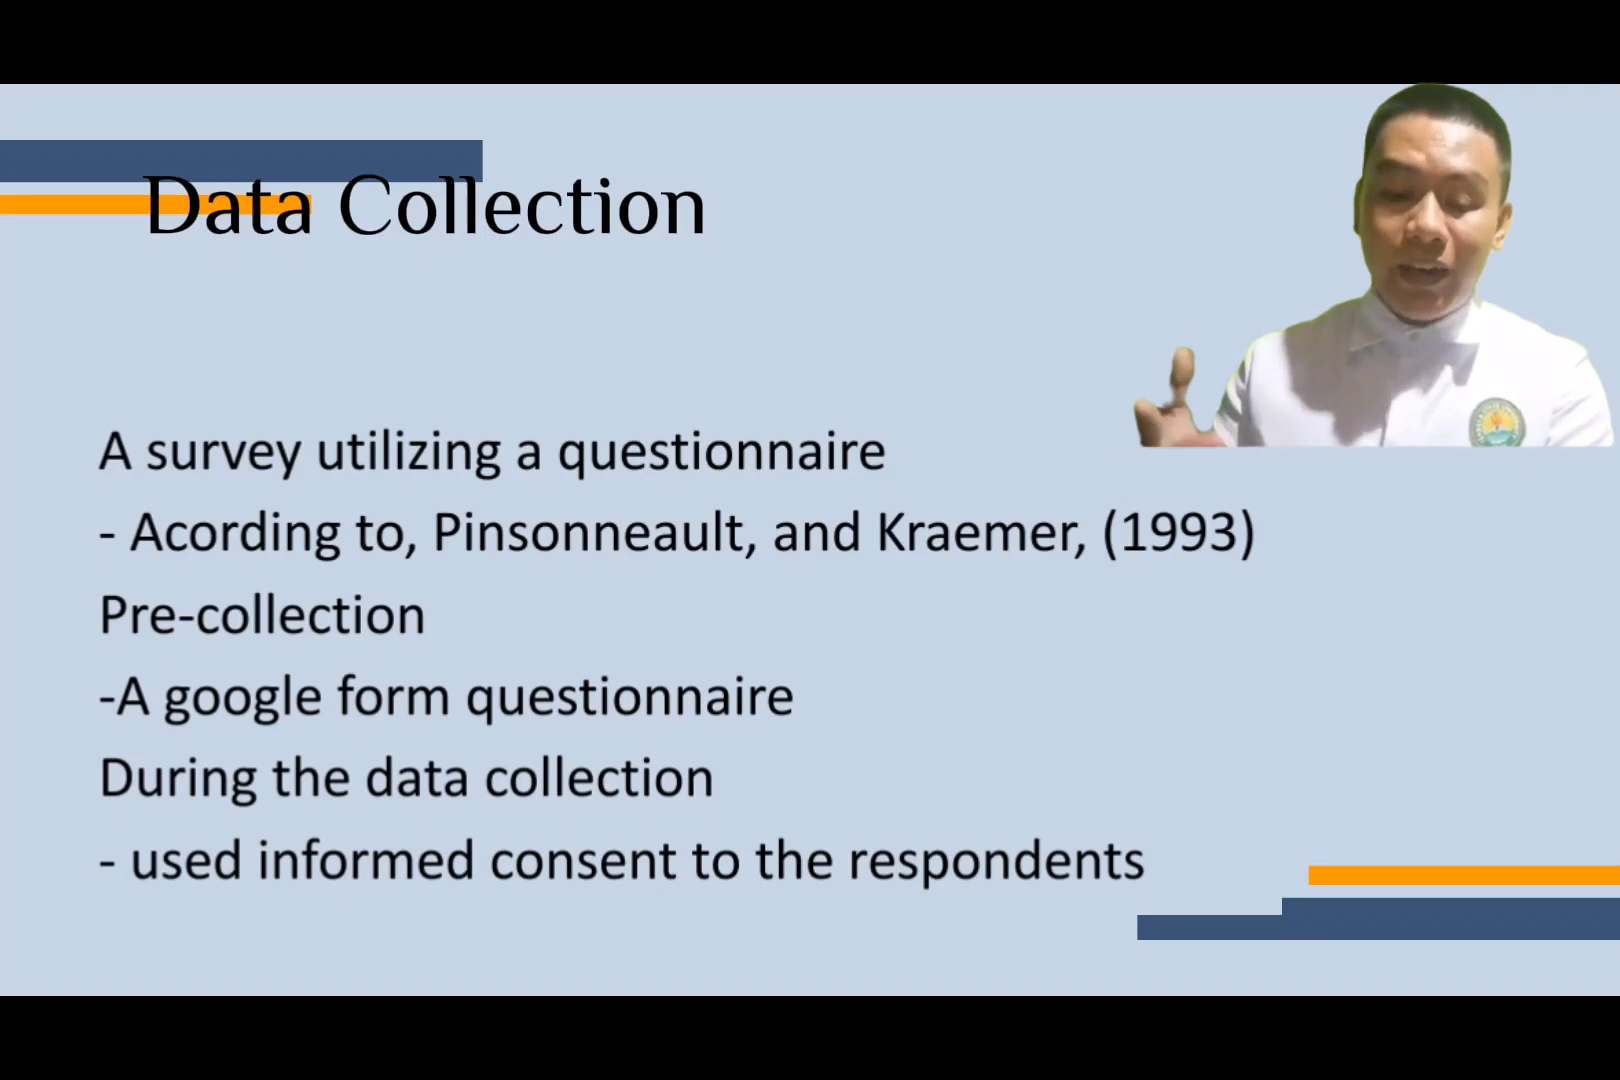 Data Collection
A survey utilizing a questionnaire
- Acording to, Pinsonneault, and Kraemer, (1993)
Pre-collection
-A google form questionnaire
During the data collection
- used informed consent to the respondents